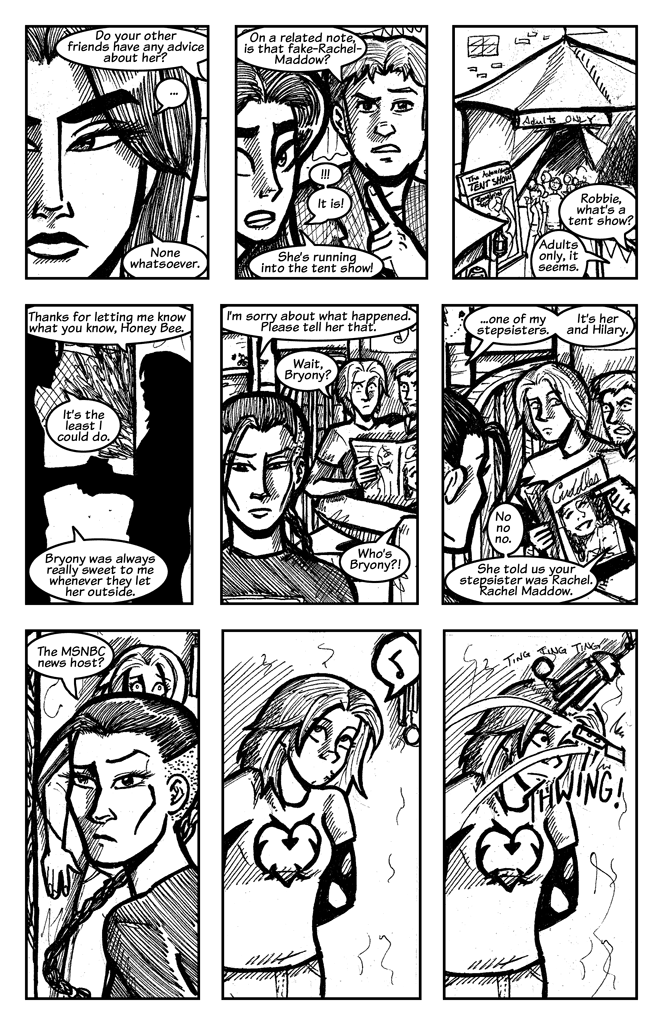 Do your other
friends have any advice
about her?
...
None
whatsoever.
On a related note,
is that fake-Rachel-
Maddow?
!!!
It is!
She's running
into the tent show!
Adults ONLY
TENT SHOW
Robbie,
what's a
tent show?
Adults
only, it
seems.
Thanks for letting me know
what you know, Honey Bee.
It's the
least I
could do.
Bryony was always
really sweet to me
whenever they let
her outside.
I'm sorry about what happened.
Please tell her that.
Wait,
Bryony?
Who's
Bryony?!
...one of my
stepsisters.
It's her
and Hilary.
Cuddles
No
no
no.
She told us your
stepsister was Rachel.
Rachel Maddow.
The MSNBC
news host?
TING TING TING
THWING!